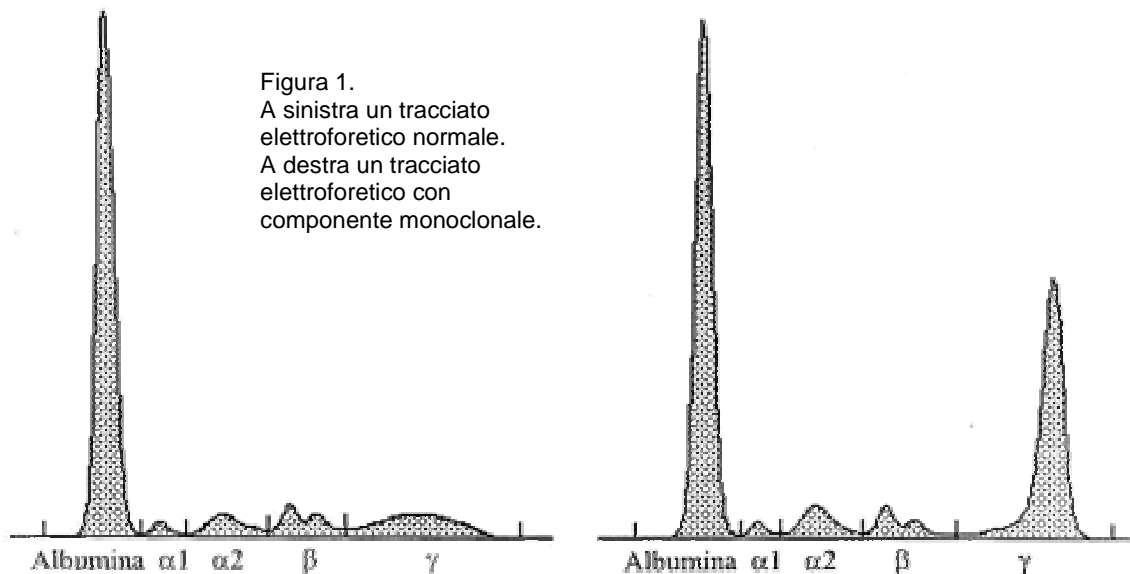 Figura 1.
A sinistra un tracciato
elettroforetico normale.
A destra un tracciato
elettroforetico con
componente monoclonale.
Albumina α1 α2 β γ
Albumina α1 α2 β γ